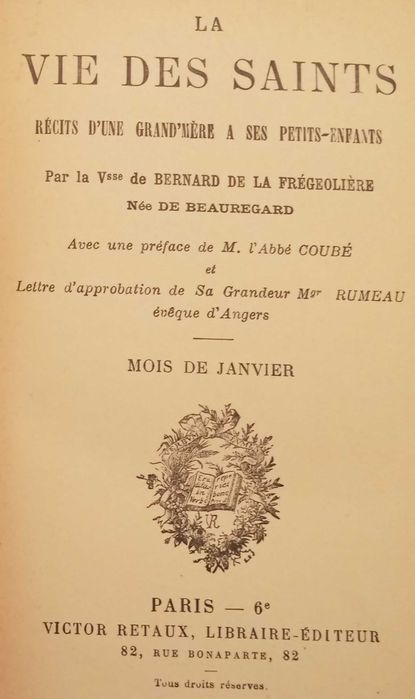 LA
VIE DES SAINTS
RÉCITS D'UNE GRAND'MÈRE A SES PETITS-ENFANTS
Par la Vsse de BERNARD DE LA FRÉGEOLIÈRE
Née DE BEAUREGARD
Avec une préface de M. l'Abbé COUBÉ
et
Lettre d'approbation de Sa Grandeur Mgr RUMEAU
évêque d'Angers
MOIS DE JANVIER
VR
PARIS — 6e
VICTOR RETAUX, LIBRAIRE-ÉDITEUR
82, RUE BONAPARTE, 82
Tous droits réservés.